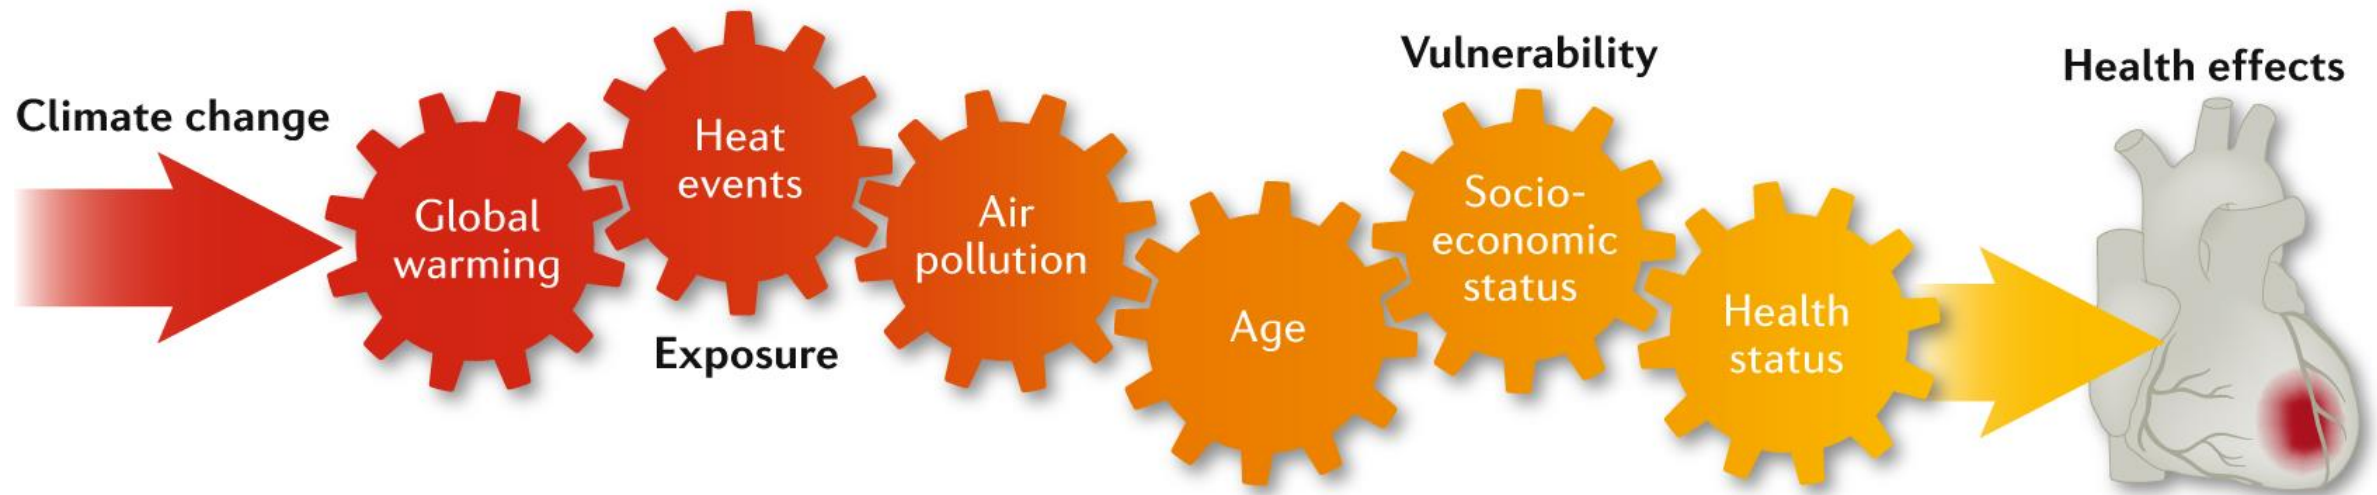 Climate change
Global
warming
Heat
events
Exposure
Air
pollution
Age
Vulnerability
Socio-
economic
status
Health
status
Health effects